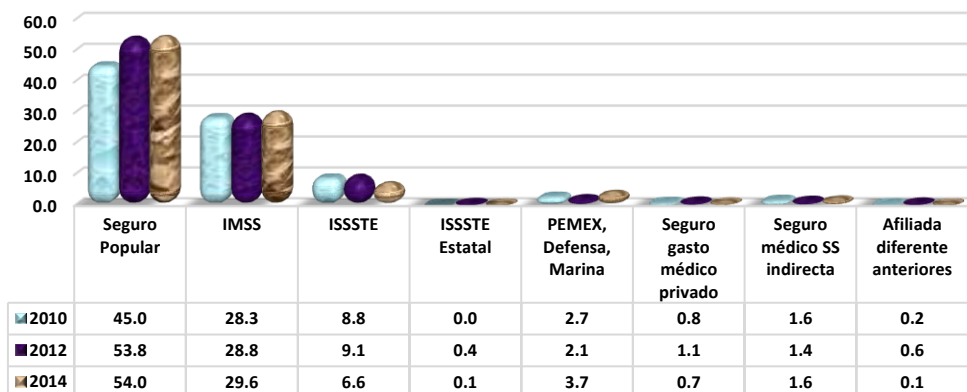 60.0
50.0
40.0
30.0
20.0
10.0
0.0
Seguro Popular
IMSS
ISSSTE
ISSSTE Estatal
PEMEX, Defensa, Marina
Seguro gasto médico privado
Seguro médico SS indirecta
Afiliada diferente anteriores
2010 45.0 28.3 8.8 0.0 2.7 0.8 1.6 0.2
2012 53.8 28.8 9.1 0.4 2.1 1.1 1.4 0.6
2014 54.0 29.6 6.6 0.1 3.7 0.7 1.6 0.1